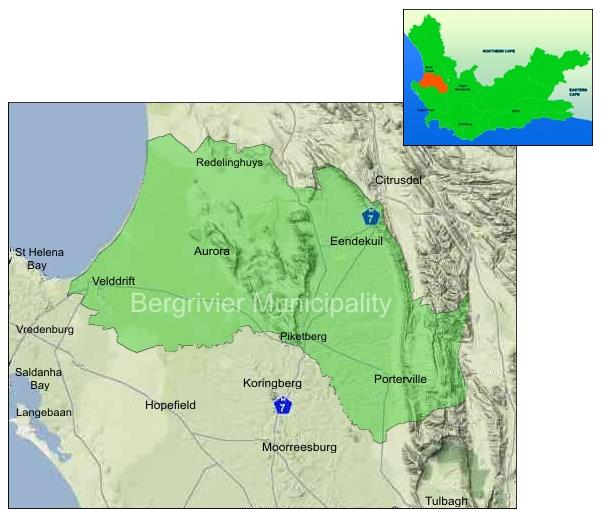 NORTHERN CAPE
EASTERN
CAPE
Redelinghuys
Citrusdal
7
Eendekuil
Aurora
St Helena
Bay
Velddrift
Bergrivier Municipality
Vredenburg
Piketberg
Saldanha
Bay
Koringberg
Porterville
Langebaan
Hopefield
7
Moorreesburg
Tulbagh